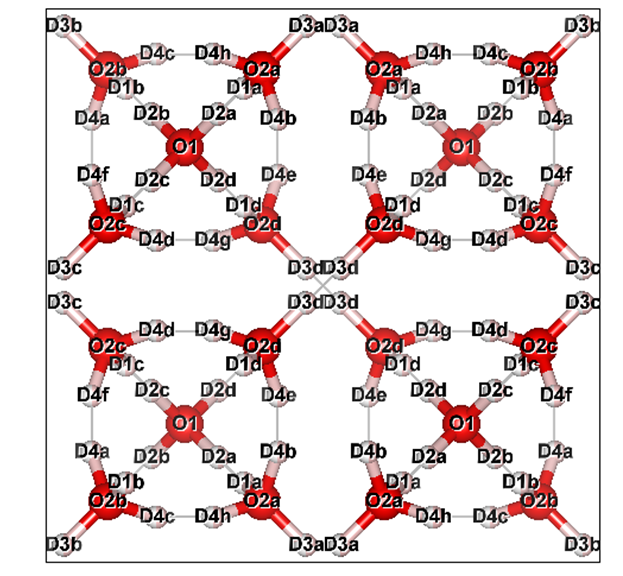 D3b D3a D3a D3b
D4c D4h D4h D4c
O2b O2a O2a O2b
D1b D1a D1a D1b
D4a D2b D2a D4b D4b D2a D2b D4a
O1 O1
D4f D2c D2d D4e D4e D2d D2c D4f
D1c D1d D1d D1c
O2c O2d O2d O2c
D4d D4g D4g D4d
D3c D3d D3d D3c
D3c D3d D3d D3c
D4d D4g D4g D4d
O2c O2d O2d O2c
D1c D1d D1d D1c
D4f D2c D2d D4e D4e D2d D2c D4f
O1 O1
D4a D2b D2a D4b D4b D2a D2b D4a
D1b D1a D1a D1b
O2b O2a O2a O2b
D4c D4h D4h D4c
D3b D3a D3a D3b